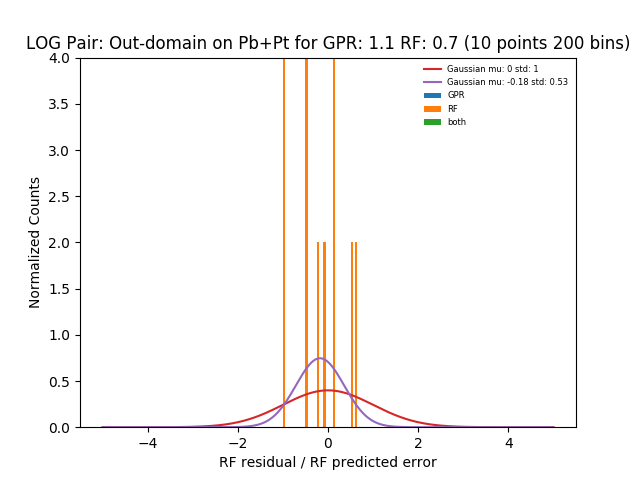 LOG Pair: Out-domain on Pb+Pt for GPR: 1.1 RF: 0.7 (10 points 200 bins)
Gaussian mu: 0 std: 1
Gaussian mu: -0.18 std: 0.53
GPR
RF
both
Normalized Counts
4.0
3.5
3.0
2.5
2.0
1.5
1.0
0.5
0.0
−4
−2
0
2
4
RF residual / RF predicted error